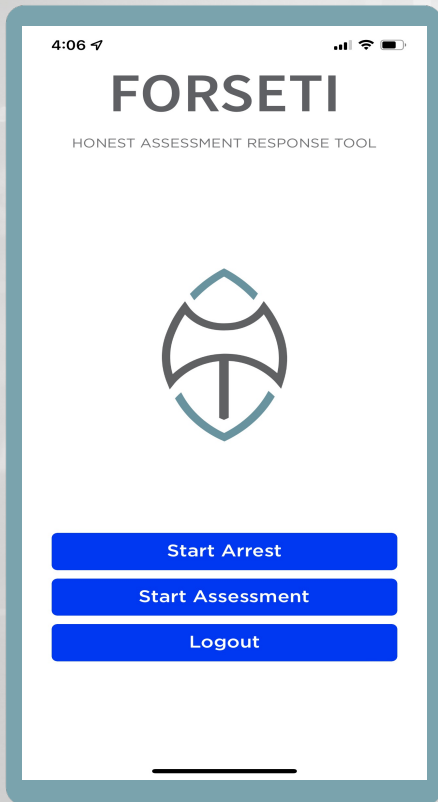 4:06
FORSETI
HONEST ASSESSMENT RESPONSE TOOL
Start Arrest
Start Assessment
Logout